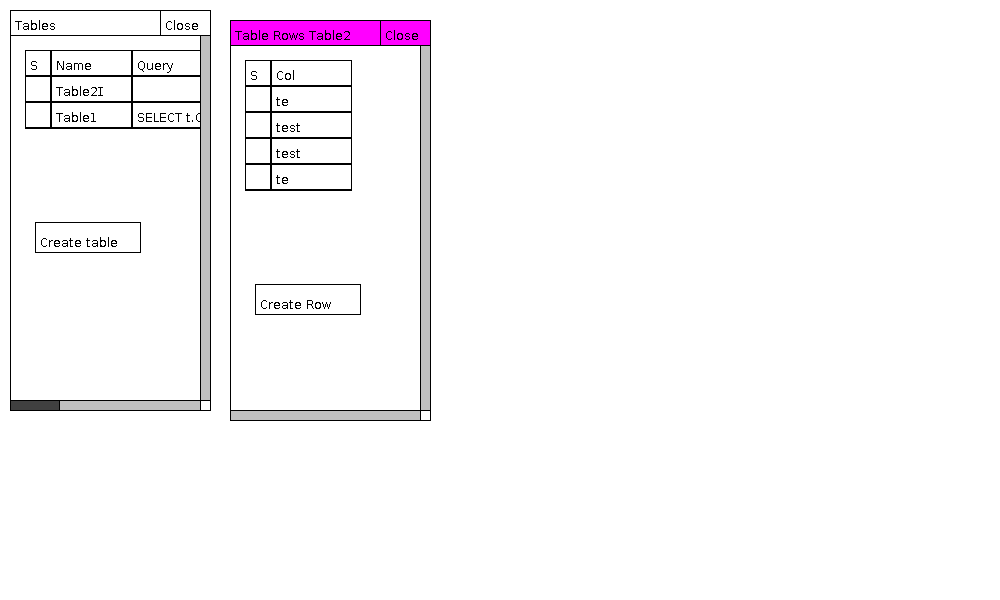 Tables Close
S Name Query
Table2I
Table1 SELECT t.
Create table
Table Rows Table2 Close
S Col
te
test
test
te
Create Row